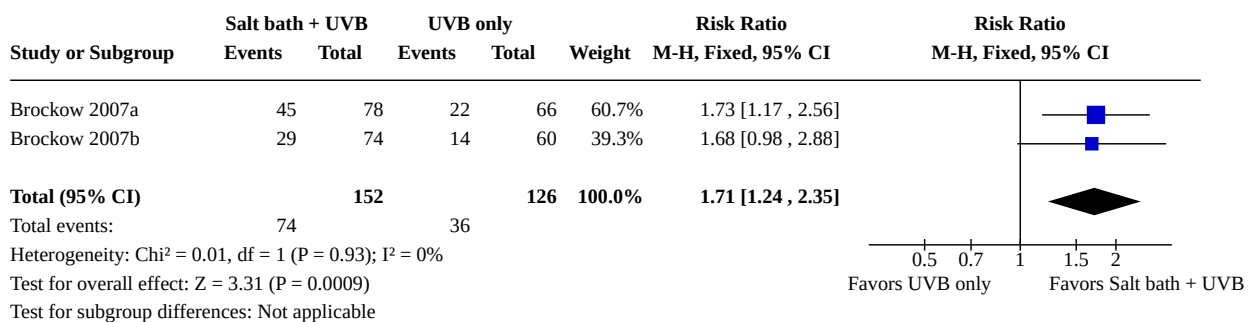 Salt bath + UVB UVB only Risk Ratio Risk Ratio
Study or Subgroup Events Total Events Total Weight M-H, Fixed, 95% CI M-H, Fixed, 95% CI
Brockow 2007a 45 78 22 66 60.7% 1.73 [1.17 , 2.56]
Brockow 2007b 29 74 14 60 39.3% 1.68 [0.98 , 2.88]
Total (95% CI) 152 126 100.0% 1.71 [1.24 , 2.35]
Total events: 74 36
Heterogeneity: Chi² = 0.01, df = 1 (P = 0.93); I² = 0%
0.5 0.7 1 1.5 2
Test for overall effect: Z = 3.31 (P = 0.0009)
Favors UVB only Favors Salt bath + UVB
Test for subgroup differences: Not applicable